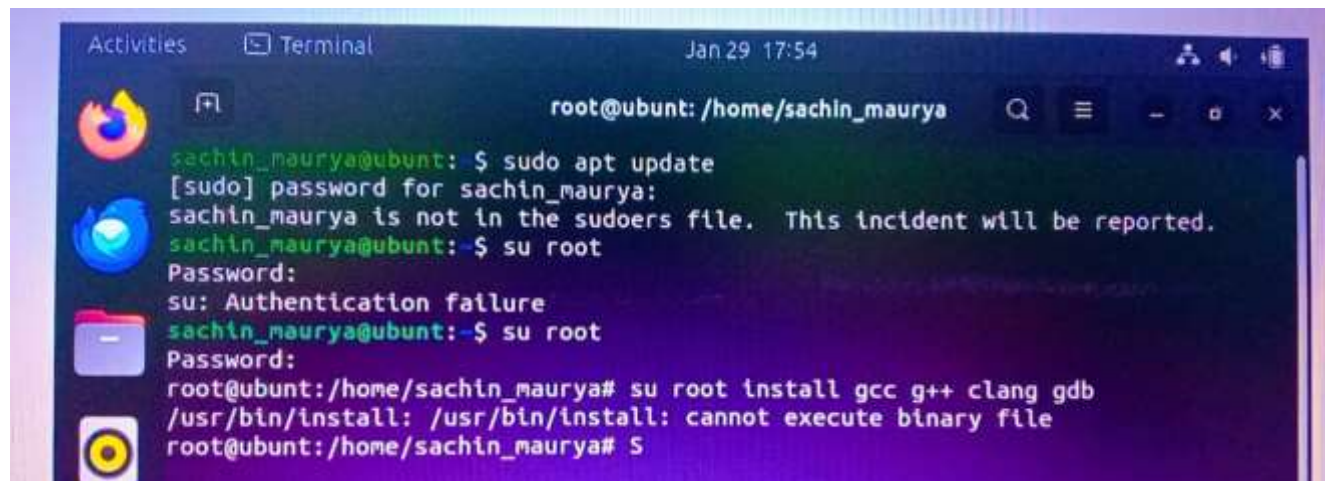 Activities Terminal Jan 29 17:54
root@ubunt: /home/sachin_maurya
sachin_maurya@ubunt:~$ sudo apt update
[sudo] password for sachin_maurya:
sachin_maurya is not in the sudoers file.  This incident will be reported.
sachin_maurya@ubunt:~$ su root
Password:
su: Authentication failure
sachin_maurya@ubunt:~$ su root
Password:
root@ubunt:/home/sachin_maurya# su root install gcc g++ clang gdb
/usr/bin/install: /usr/bin/install: cannot execute binary file
root@ubunt:/home/sachin_maurya# S